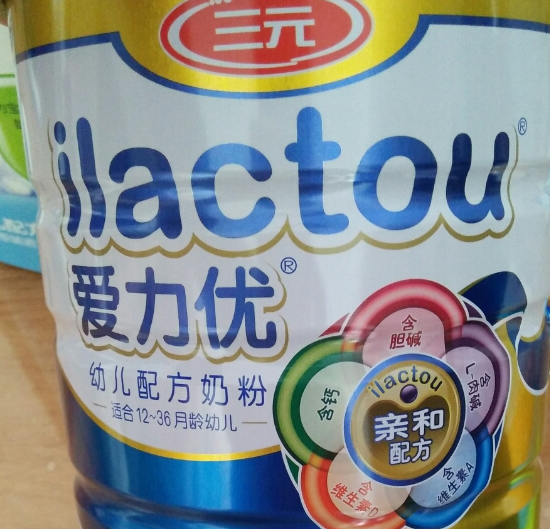 三元
ilactou®
爱力优®
幼儿配方奶粉
适合12~36月龄幼儿
含
胆碱
含
L-肉碱
含钙
ilactou
亲和
配方
含
维生素A
含
维生素D